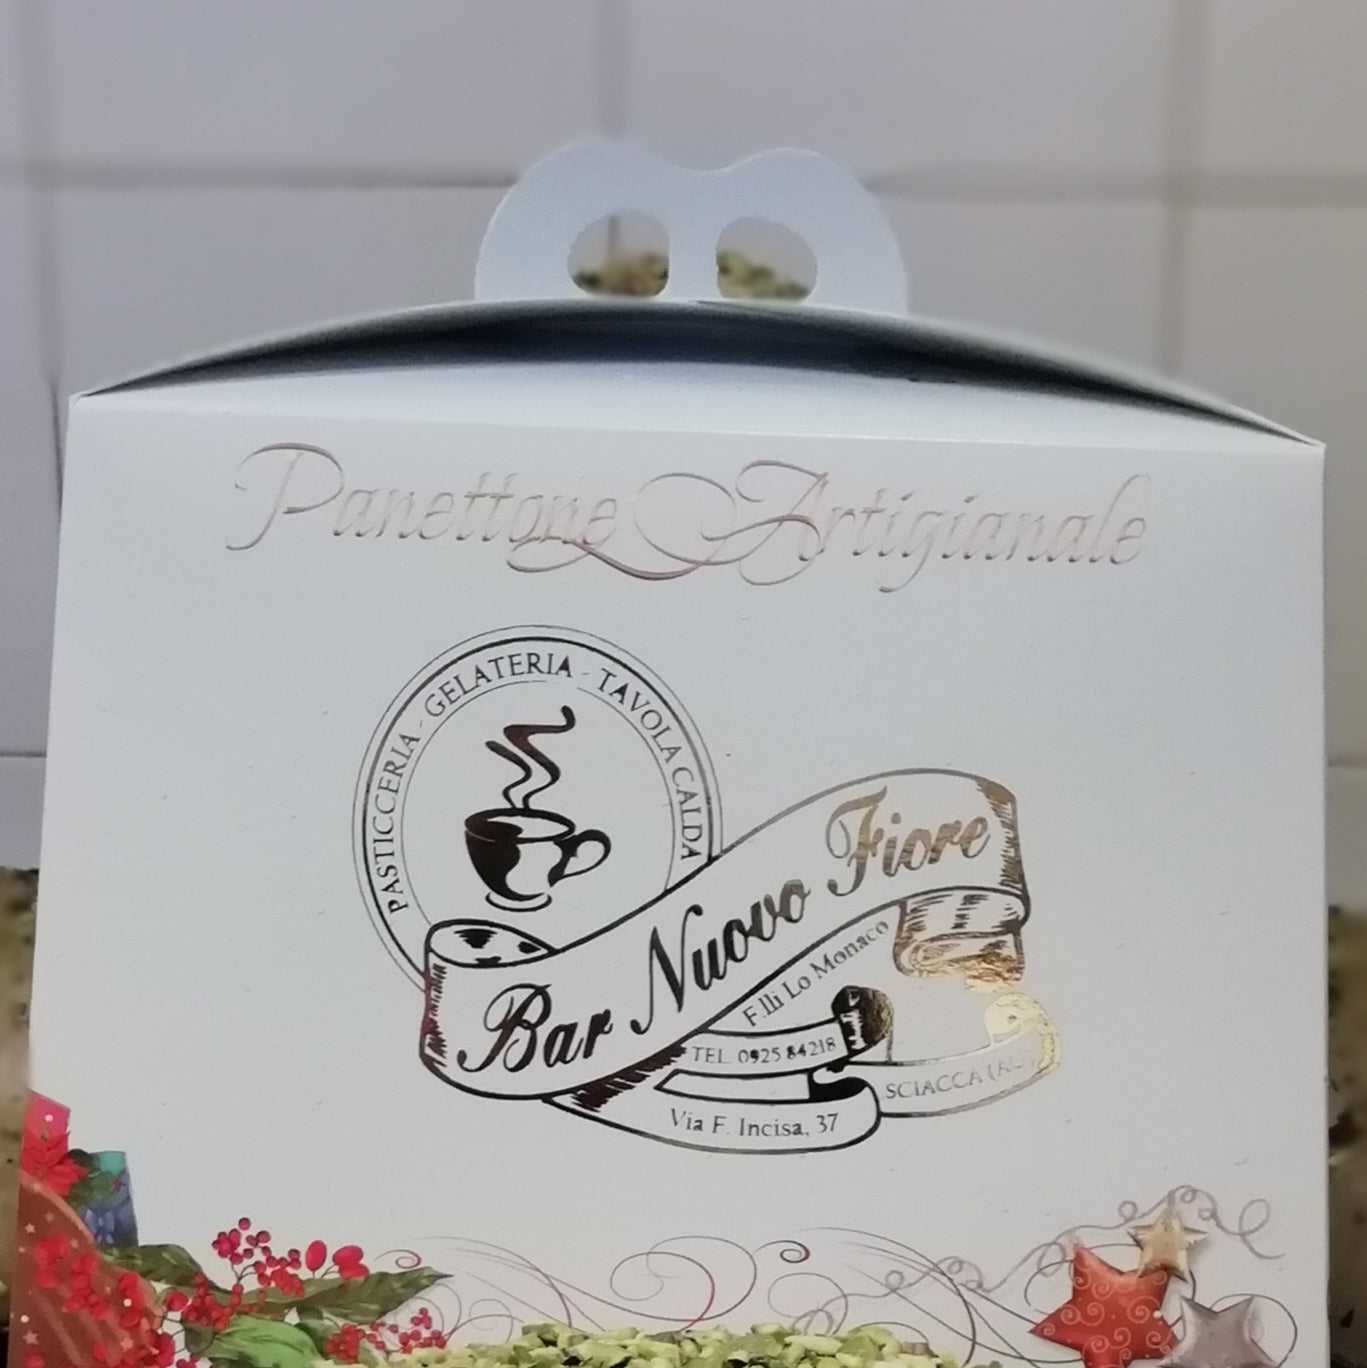 Panettone Artigianale
PASTICCERIA - GELATERIA - TAVOLA CALDA
Bar Nuovo Fiore
F.lli Lo Monaco
TEL. 0925 84218
SCIACCA (AG)
Via F. Incisa, 37